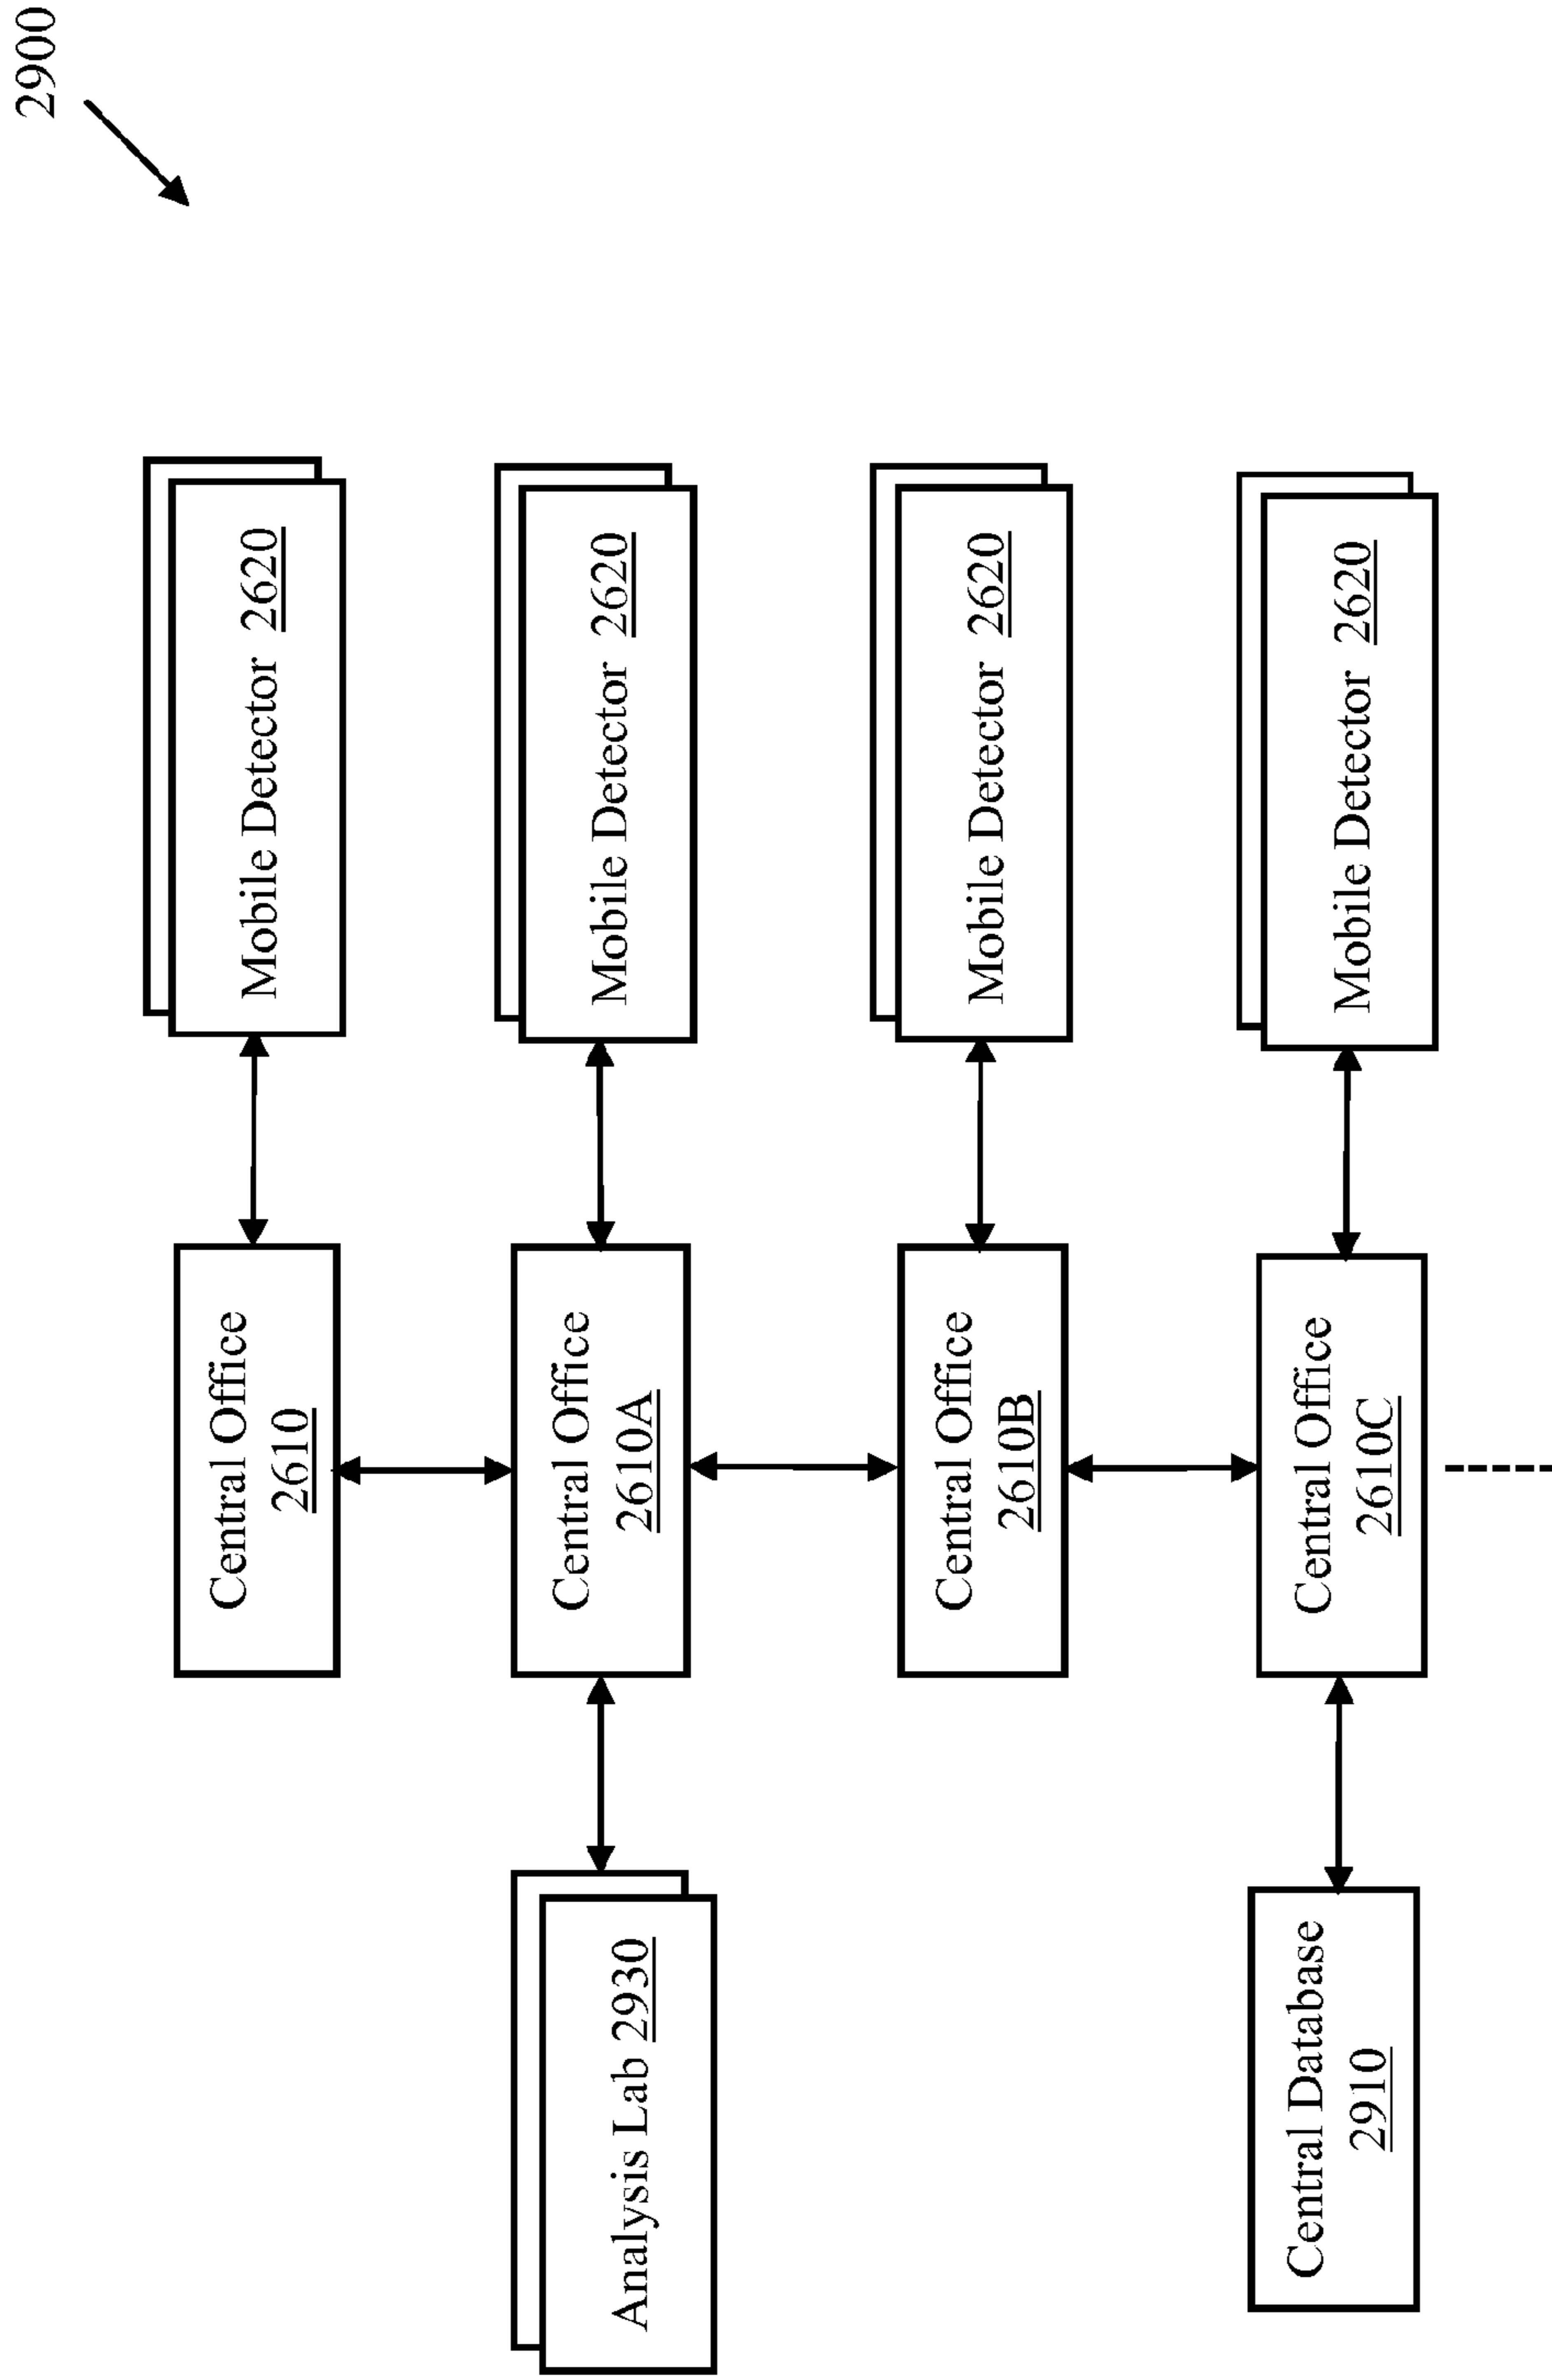 2900
Mobile Detector 2620
Mobile Detector 2620
Mobile Detector 2620
Mobile Detector 2620
Central Office
2610
Central Office
2610A
Central Office
2610B
Central Office
2610C
Analysis Lab 2930
Central Database
2910